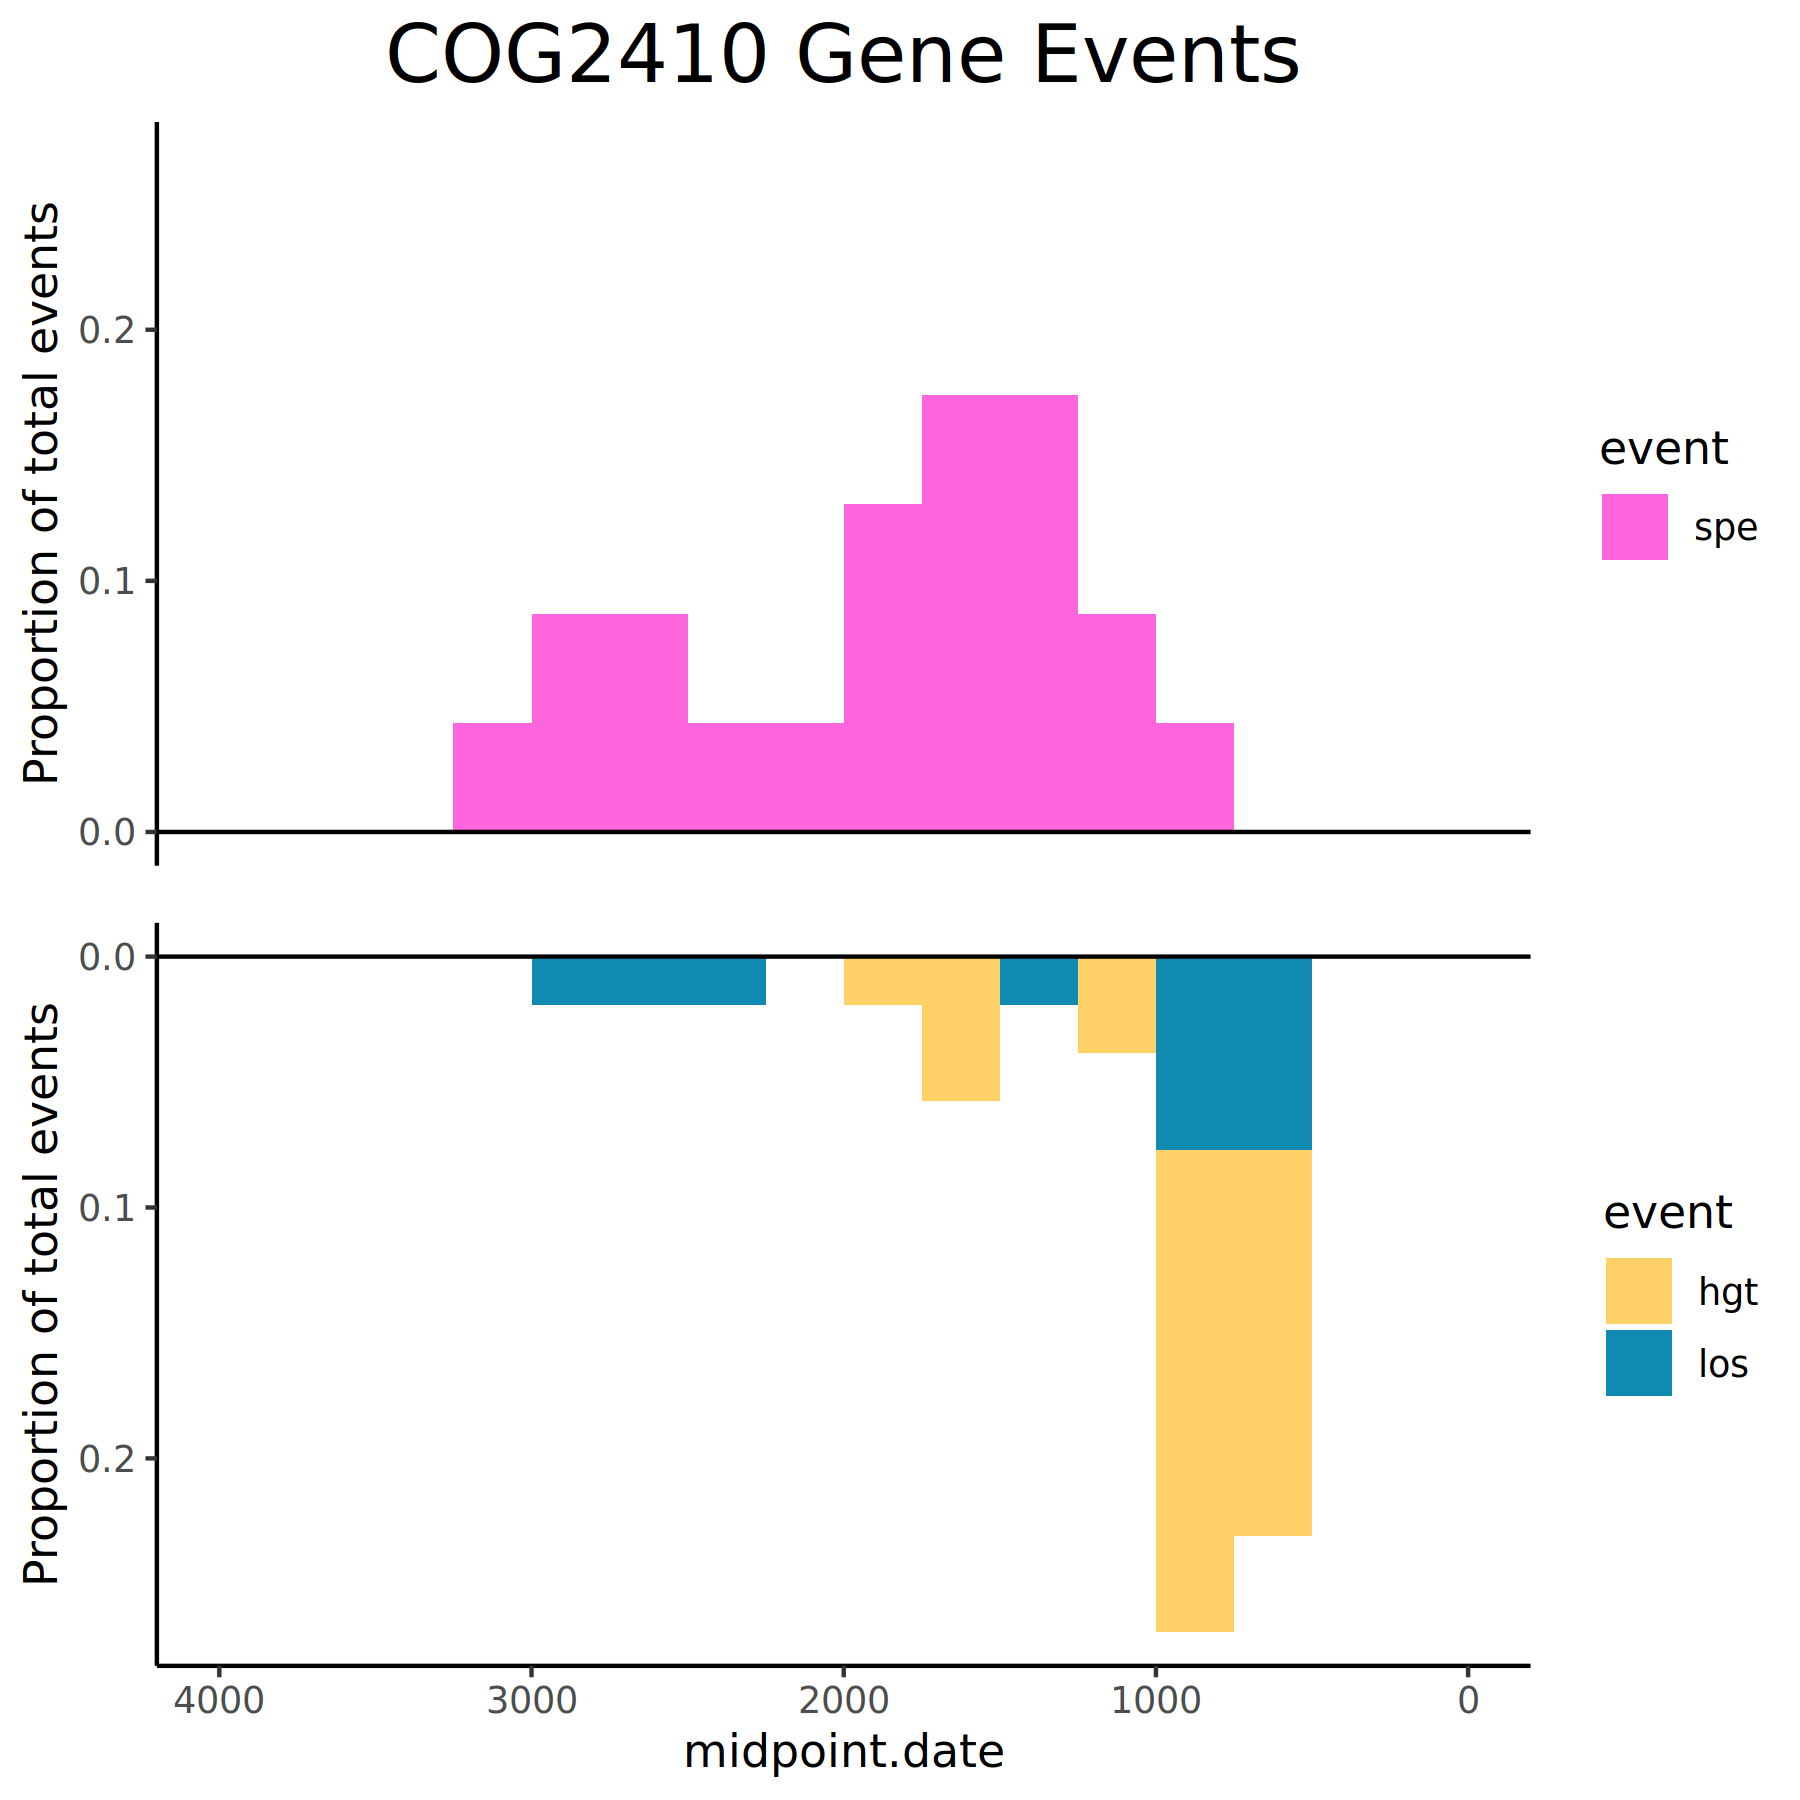 COG2410 Gene Events
Proportion of total events
0.2
0.1
0.0
event
spe
Proportion of total events
0.0
0.1
0.2
event
hgt
los
4000 3000 2000 1000 0
midpoint.date